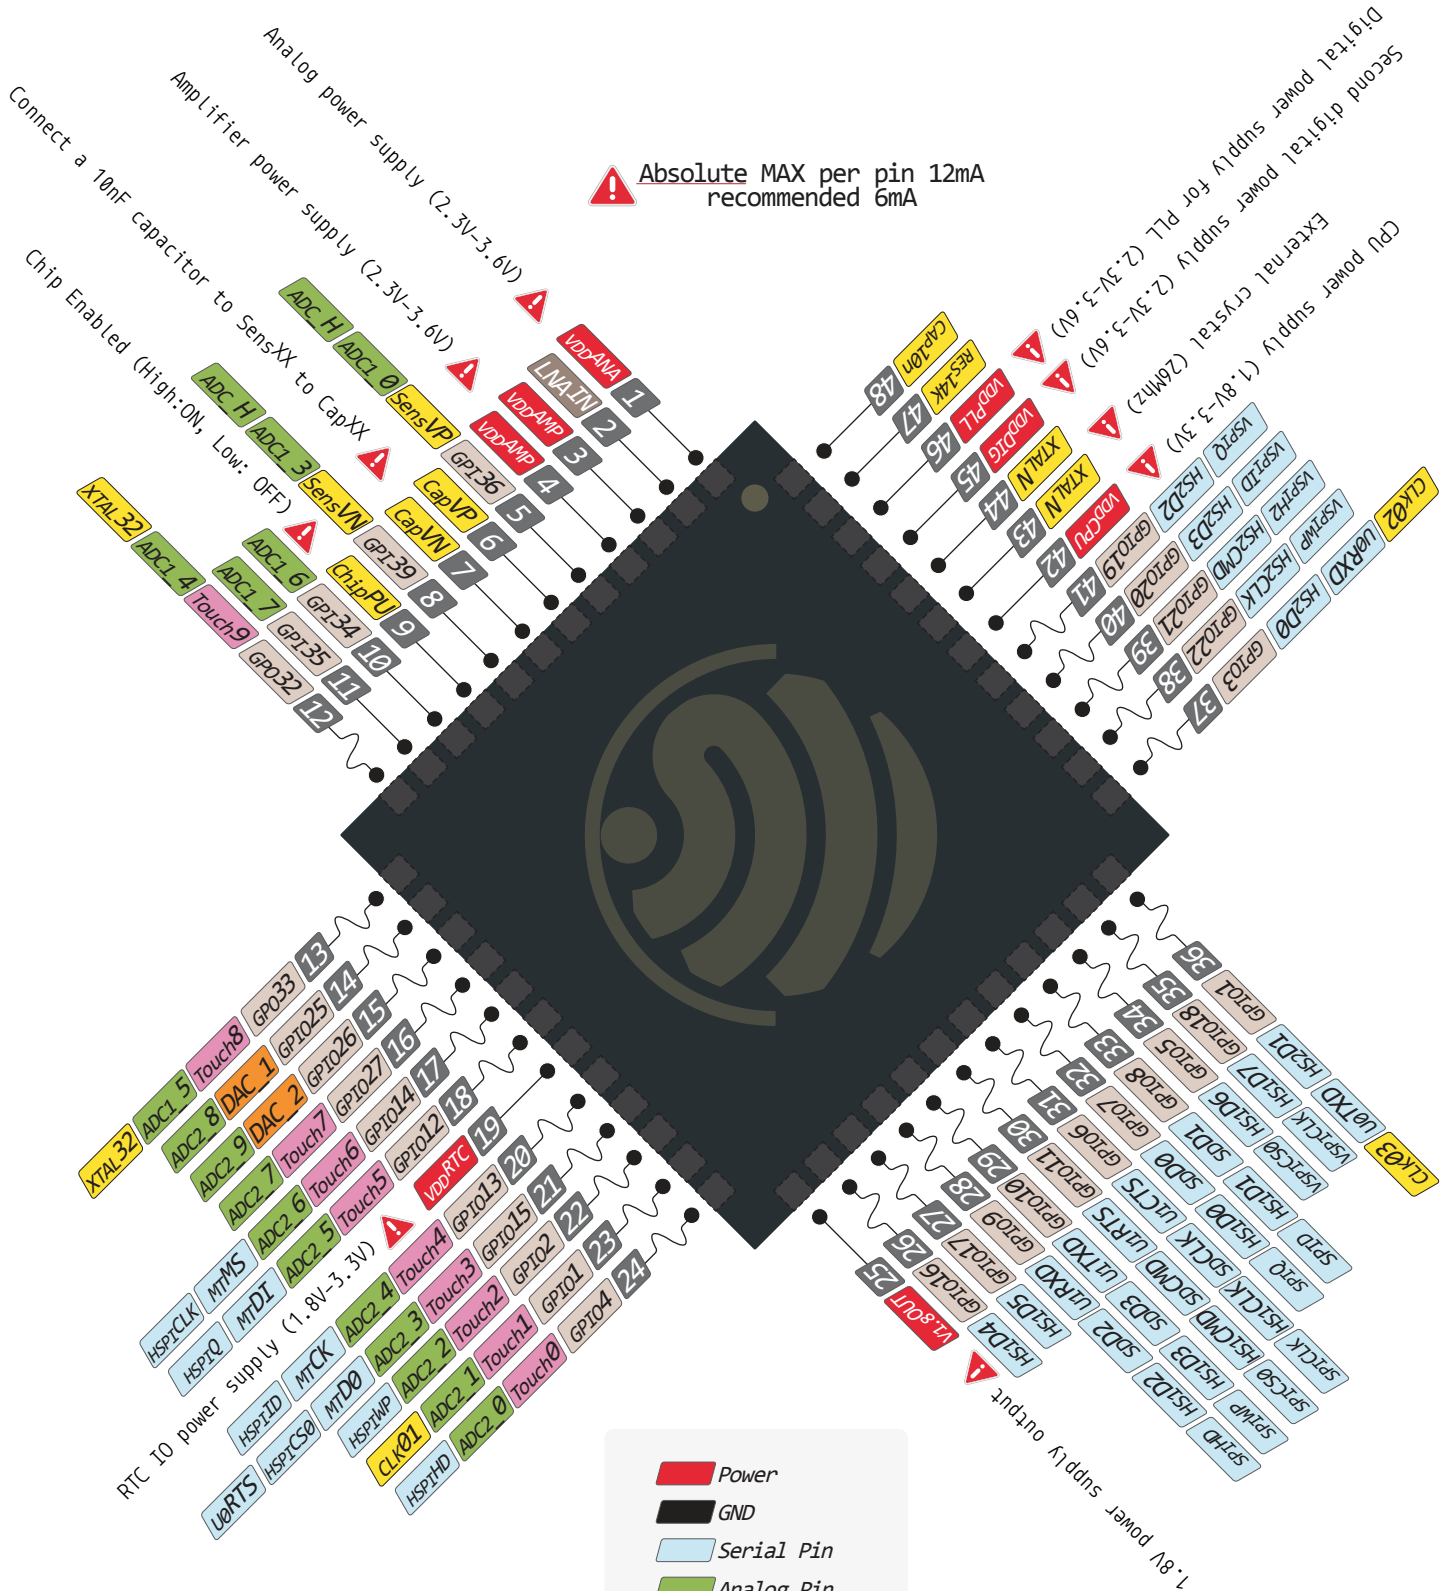 Absolute MAX per pin 12mA
recommended 6mA
Analog power supply (2.3V-3.6V)
VDDANA 1
LNA_IN 2
Amplifier power supply (2.3V-3.6V)
VDDAMP 3
VDDAMP 4
ADC_H ADC1_0 SensVP GPI36 5
Connect a 10nF capacitor to SensXX to CapXX
CapVP 6
CapVN 7
ADC_H ADC1_3 SensVN GPI39 8
Chip Enabled (High:ON, Low: OFF)
ChipPU 9
ADC1_6 GPI34 10
ADC1_7 GPI35 11
XTAL32 ADC1_4 Touch9 GPO32 12
XTAL32 ADC1_5 Touch8 GPO33 13
ADC2_8 DAC_1 GPIO25 14
ADC2_9 DAC_2 GPIO26 15
ADC2_7 Touch7 GPIO27 16
HSPICLK MTMS ADC2_6 Touch6 GPIO14 17
HSPIQ MTDI ADC2_5 Touch5 GPIO12 18
RTC IO power supply (1.8V-3.3V)
VDDRTC 19
HSPIID MTCK ADC2_4 Touch4 GPIO13 20
U0RTS HSPICS0 MTD0 ADC2_3 Touch3 GPIO15 21
HSPIWP ADC2_2 Touch2 GPIO2 22
CLK01 ADC2_1 Touch1 GPIO1 23
HSPIHD ADC2_0 Touch0 GPIO4 24
25 V1.8OUT
1.8V power supply output
26 GPIO16 HS1D4
27 GPIO17 HS1D5
28 GPIO9 U1RXD SDD2 HS1D2 SPIHD
29 GPIO10 U1TXD SDD3 HS1D3 SPIWP
30 GPIO11 U1RTS SDCMD HS1CMD SPICS0
31 GPIO6 U1CTS SDCLK HS1CLK SPICLK
32 GPIO7 SDD0 HS1D0 SPIQ
33 GPIO8 SDD1 HS1D1 SPID
34 GPIO5 HS1D6 VSPICS0
35 GPIO18 HS1D7 VSPICLK
36 GPIO1 HS2D1 U0TXD CLK03
37 GPIO3 HS2D0 U0RXD CLK02
38 GPIO22 HS2CLK VSPIWP
39 GPIO21 HS2CMD VSPIH2
40 GPIO20 HS2D3 VSPIID
41 GPIO19 HS2D2 VSPIQ
42 VDDCPU
CPU power supply (1.8V-3.3V)
43 XTALN
44 XTALN
External crystal (26Mhz)
45 VDDDIG
Second digital power supply (2.3V-3.6V)
46 VDDPLL
Digital power supply for PLL (2.3V-3.6V)
47 RES14K
48 CAP10n
Power
GND
Serial Pin
Analog Pin